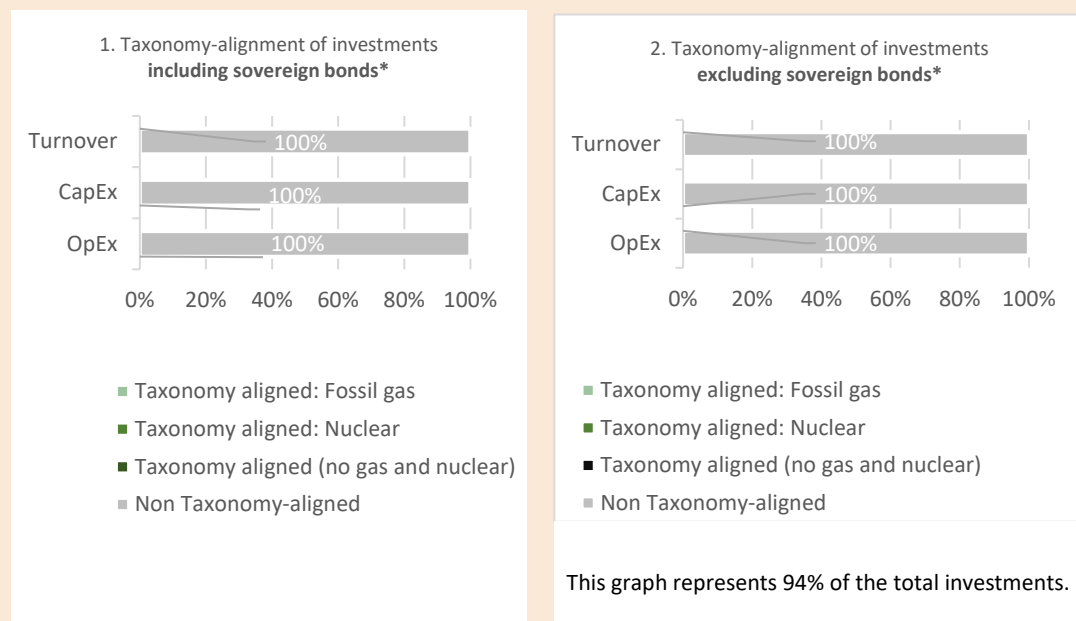 1. Taxonomy-alignment of investments
including sovereign bonds*
Turnover
100%
CapEx
100%
OpEx
100%
0% 20% 40% 60% 80% 100%
Taxonomy aligned: Fossil gas
Taxonomy aligned: Nuclear
Taxonomy aligned (no gas and nuclear)
Non Taxonomy-aligned
2. Taxonomy-alignment of investments
excluding sovereign bonds*
Turnover
100%
CapEx
100%
OpEx
100%
0% 20% 40% 60% 80% 100%
Taxonomy aligned: Fossil gas
Taxonomy aligned: Nuclear
Taxonomy aligned (no gas and nuclear)
Non Taxonomy-aligned
This graph represents 94% of the total investments.